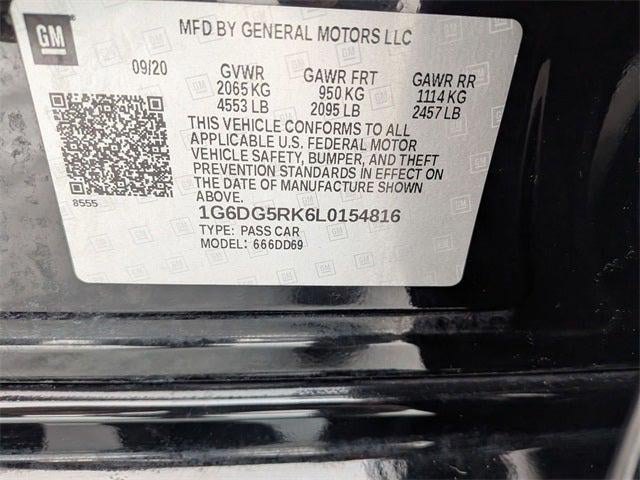 GM
MFD BY GENERAL MOTORS LLC
09/20 GVWR GAWR FRT GAWR RR
2065 KG 950 KG 1114 KG
4553 LB 2095 LB 2457 LB
THIS VEHICLE CONFORMS TO ALL
APPLICABLE U.S. FEDERAL MOTOR
VEHICLE SAFETY, BUMPER, AND THEFT
PREVENTION STANDARDS IN EFFECT ON
THE DATE OF MANUFACTURE SHOWN
ABOVE.
8555
1G6DG5RK6L0154816
TYPE: PASS CAR
MODEL: 666DD69